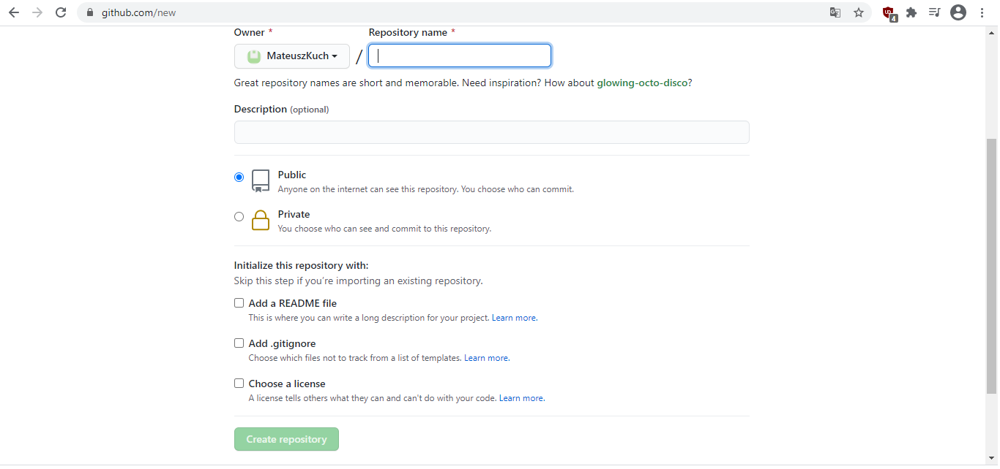 github.com/new
4
Owner * Repository name *
MateuszKuch /
Great repository names are short and memorable. Need inspiration? How about glowing-octo-disco?
Description (optional)
Public
Anyone on the internet can see this repository. You choose who can commit.
Private
You choose who can see and commit to this repository.
Initialize this repository with:
Skip this step if you're importing an existing repository.
Add a README file
This is where you can write a long description for your project. Learn more.
Add .gitignore
Choose which files not to track from a list of templates. Learn more.
Choose a license
A license tells others what they can and can't do with your code. Learn more.
Create repository